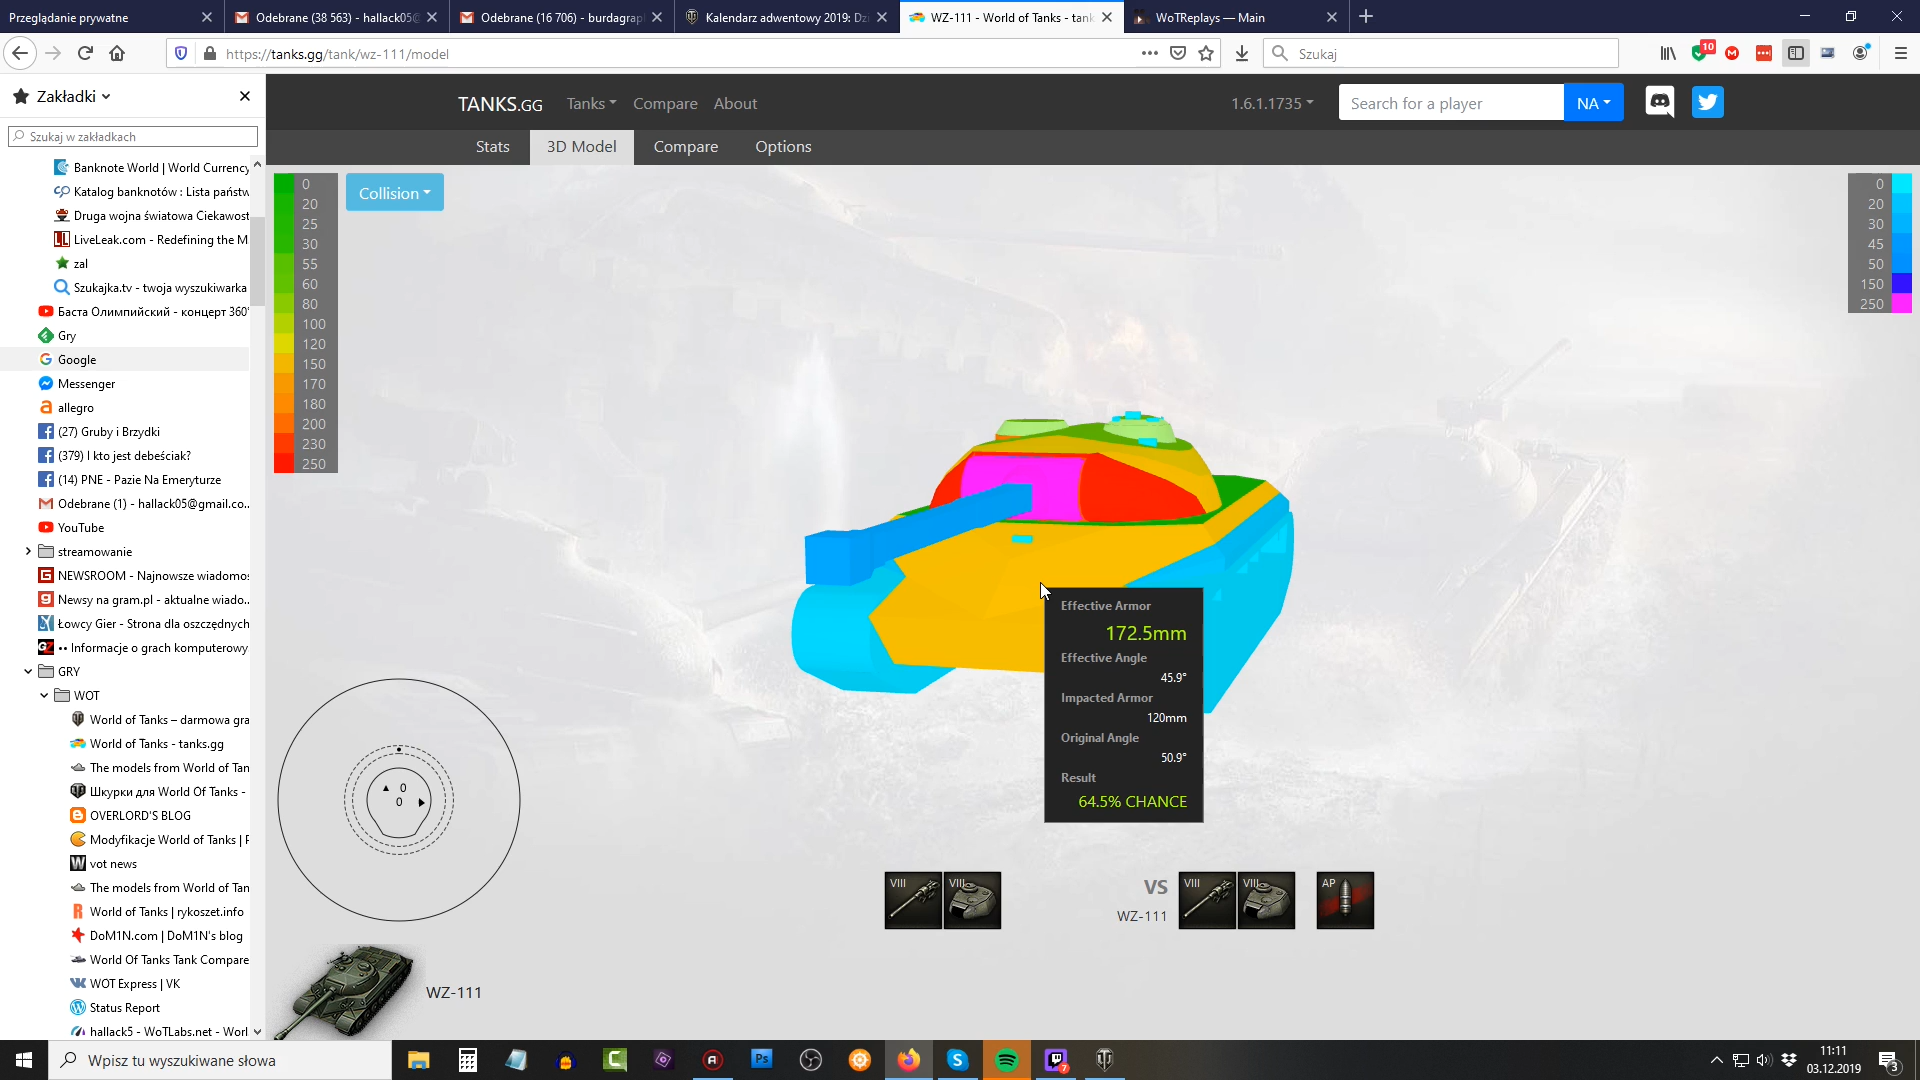 Przeglądanie prywatne
Odebrane (38 563) - hallack05@
Odebrane (16 706) - burdagrap
Kalendarz adwentowy 2019: Dzi
WZ-111 - World of Tanks - tank
WoTReplays — Main
https://tanks.gg/tank/wz-111/model
Szukaj
10
Zakładki
Szukaj w zakładkach
Banknote World | World Currency
Katalog banknotów : Lista państw
Druga wojna światowa Ciekawost
LiveLeak.com - Redefining the M
zal
Szukajka.tv - twoja wyszukiwarka
Баста Олимпийский - концерт 360°
Gry
Google
Messenger
allegro
(27) Gruby i Brzydki
(379) I kto jest debeściak?
(14) PNE - Pazie Na Emeryturze
Odebrane (1) - hallack05@gmail.co...
YouTube
streamowanie
NEWSROOM - Najnowsze wiadomoś
Newsy na gram.pl - aktualne wiado...
Łowcy Gier - Strona dla oszczędnych
•• Informacje o grach komputerowy
GRY
WOT
World of Tanks – darmowa gra
World of Tanks - tanks.gg
The models from World of Tan
Шкурки для World Of Tanks -
OVERLORD'S BLOG
Modyfikacje World of Tanks | F
vot news
The models from World of Tan
World of Tanks | rykoszet.info
DoM1N.com | DoM1N's blog
World Of Tanks Tank Compare
WOT Express | VK
Status Report
hallack5 - WoTLabs.net - Worl
TANKS.GG
Tanks
Compare
About
1.6.1.1735
Search for a player
NA
Stats
3D Model
Compare
Options
Collision
0
20
25
30
55
60
80
100
120
150
170
180
200
230
250
0
20
30
45
50
150
250
Effective Armor
172.5mm
Effective Angle
45.9°
Impacted Armor
120mm
Original Angle
50.9°
Result
64.5% CHANCE
0
0
VIII
VIII
VS
WZ-111
VIII
VIII
AP
WZ-111
Wpisz tu wyszukiwane słowa
Ps
7
11:11
03.12.2019
3